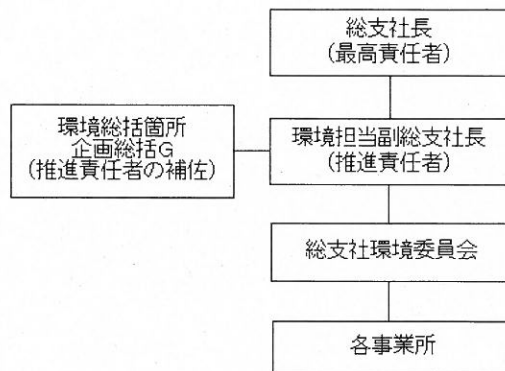 総支社長
(最高責任者)
環境総括箇所
企画総括G
(推進責任者の補佐)
環境担当副総支社長
(推進責任者)
総支社環境委員会
各事業所